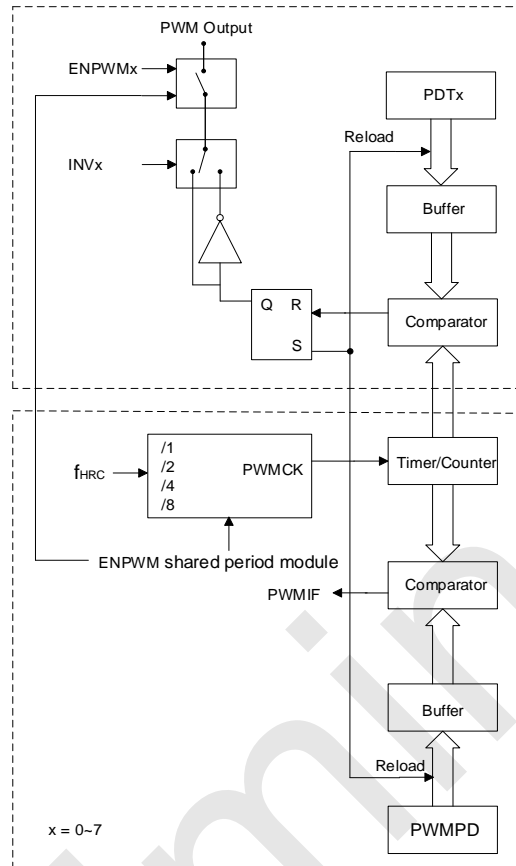 PWM Output
ENPWMx
PDTx
Reload
INVx
Buffer
Q R
S
Comparator
/1
/2
/4
/8
fHRC
PWMCK
Timer/Counter
ENPWM shared period module
PWMIF
Comparator
Buffer
Reload
x = 0~7
PWMPD